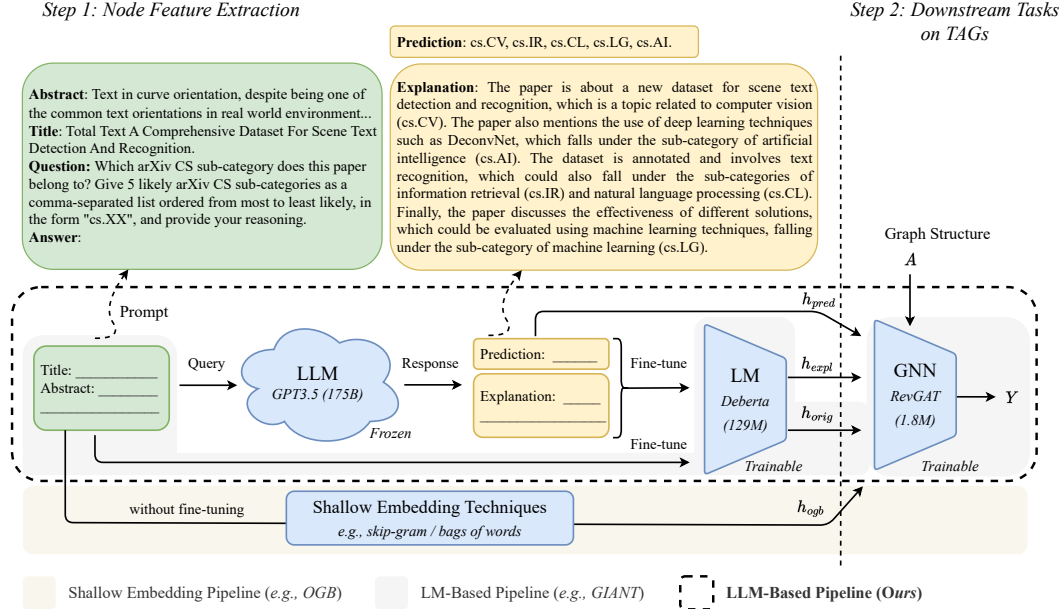 Step 1: Node Feature Extraction
Step 2: Downstream Tasks
on TAGs
Prediction: cs.CV, cs.IR, cs.CL, cs.LG, cs.AI.
Abstract: Text in curve orientation, despite being one of
the common text orientations in real world environment...
Title: Total Text A Comprehensive Dataset For Scene Text
Detection And Recognition.
Question: Which arXiv CS sub-category does this paper
belong to? Give 5 likely arXiv CS sub-categories as a
comma-separated list ordered from most to least likely, in
the form "cs.XX", and provide your reasoning.
Answer:
Explanation: The paper is about a new dataset for scene text
detection and recognition, which is a topic related to computer vision
(cs.CV). The paper also mentions the use of deep learning techniques
such as DeconvNet, which falls under the sub-category of artificial
intelligence (cs.AI). The dataset is annotated and involves text
recognition, which could also fall under the sub-categories of
information retrieval (cs.IR) and natural language processing (cs.CL).
Finally, the paper discusses the effectiveness of different solutions,
which could be evaluated using machine learning techniques, falling
under the sub-category of machine learning (cs.LG).
Graph Structure
A
Prompt
h_pred
Title: ________
Abstract: ________
Query
LLM
GPT3.5 (175B)
Frozen
Response
Prediction: ______
Explanation: _____
Fine-tune
Fine-tune
LM
Deberta
(129M)
Trainable
h_expl
h_orig
GNN
RevGAT
(1.8M)
Trainable
Y
without fine-tuning
Shallow Embedding Techniques
e.g., skip-gram / bags of words
h_ogb
Shallow Embedding Pipeline (e.g., OGB)
LM-Based Pipeline (e.g., GIANT)
LLM-Based Pipeline (Ours)